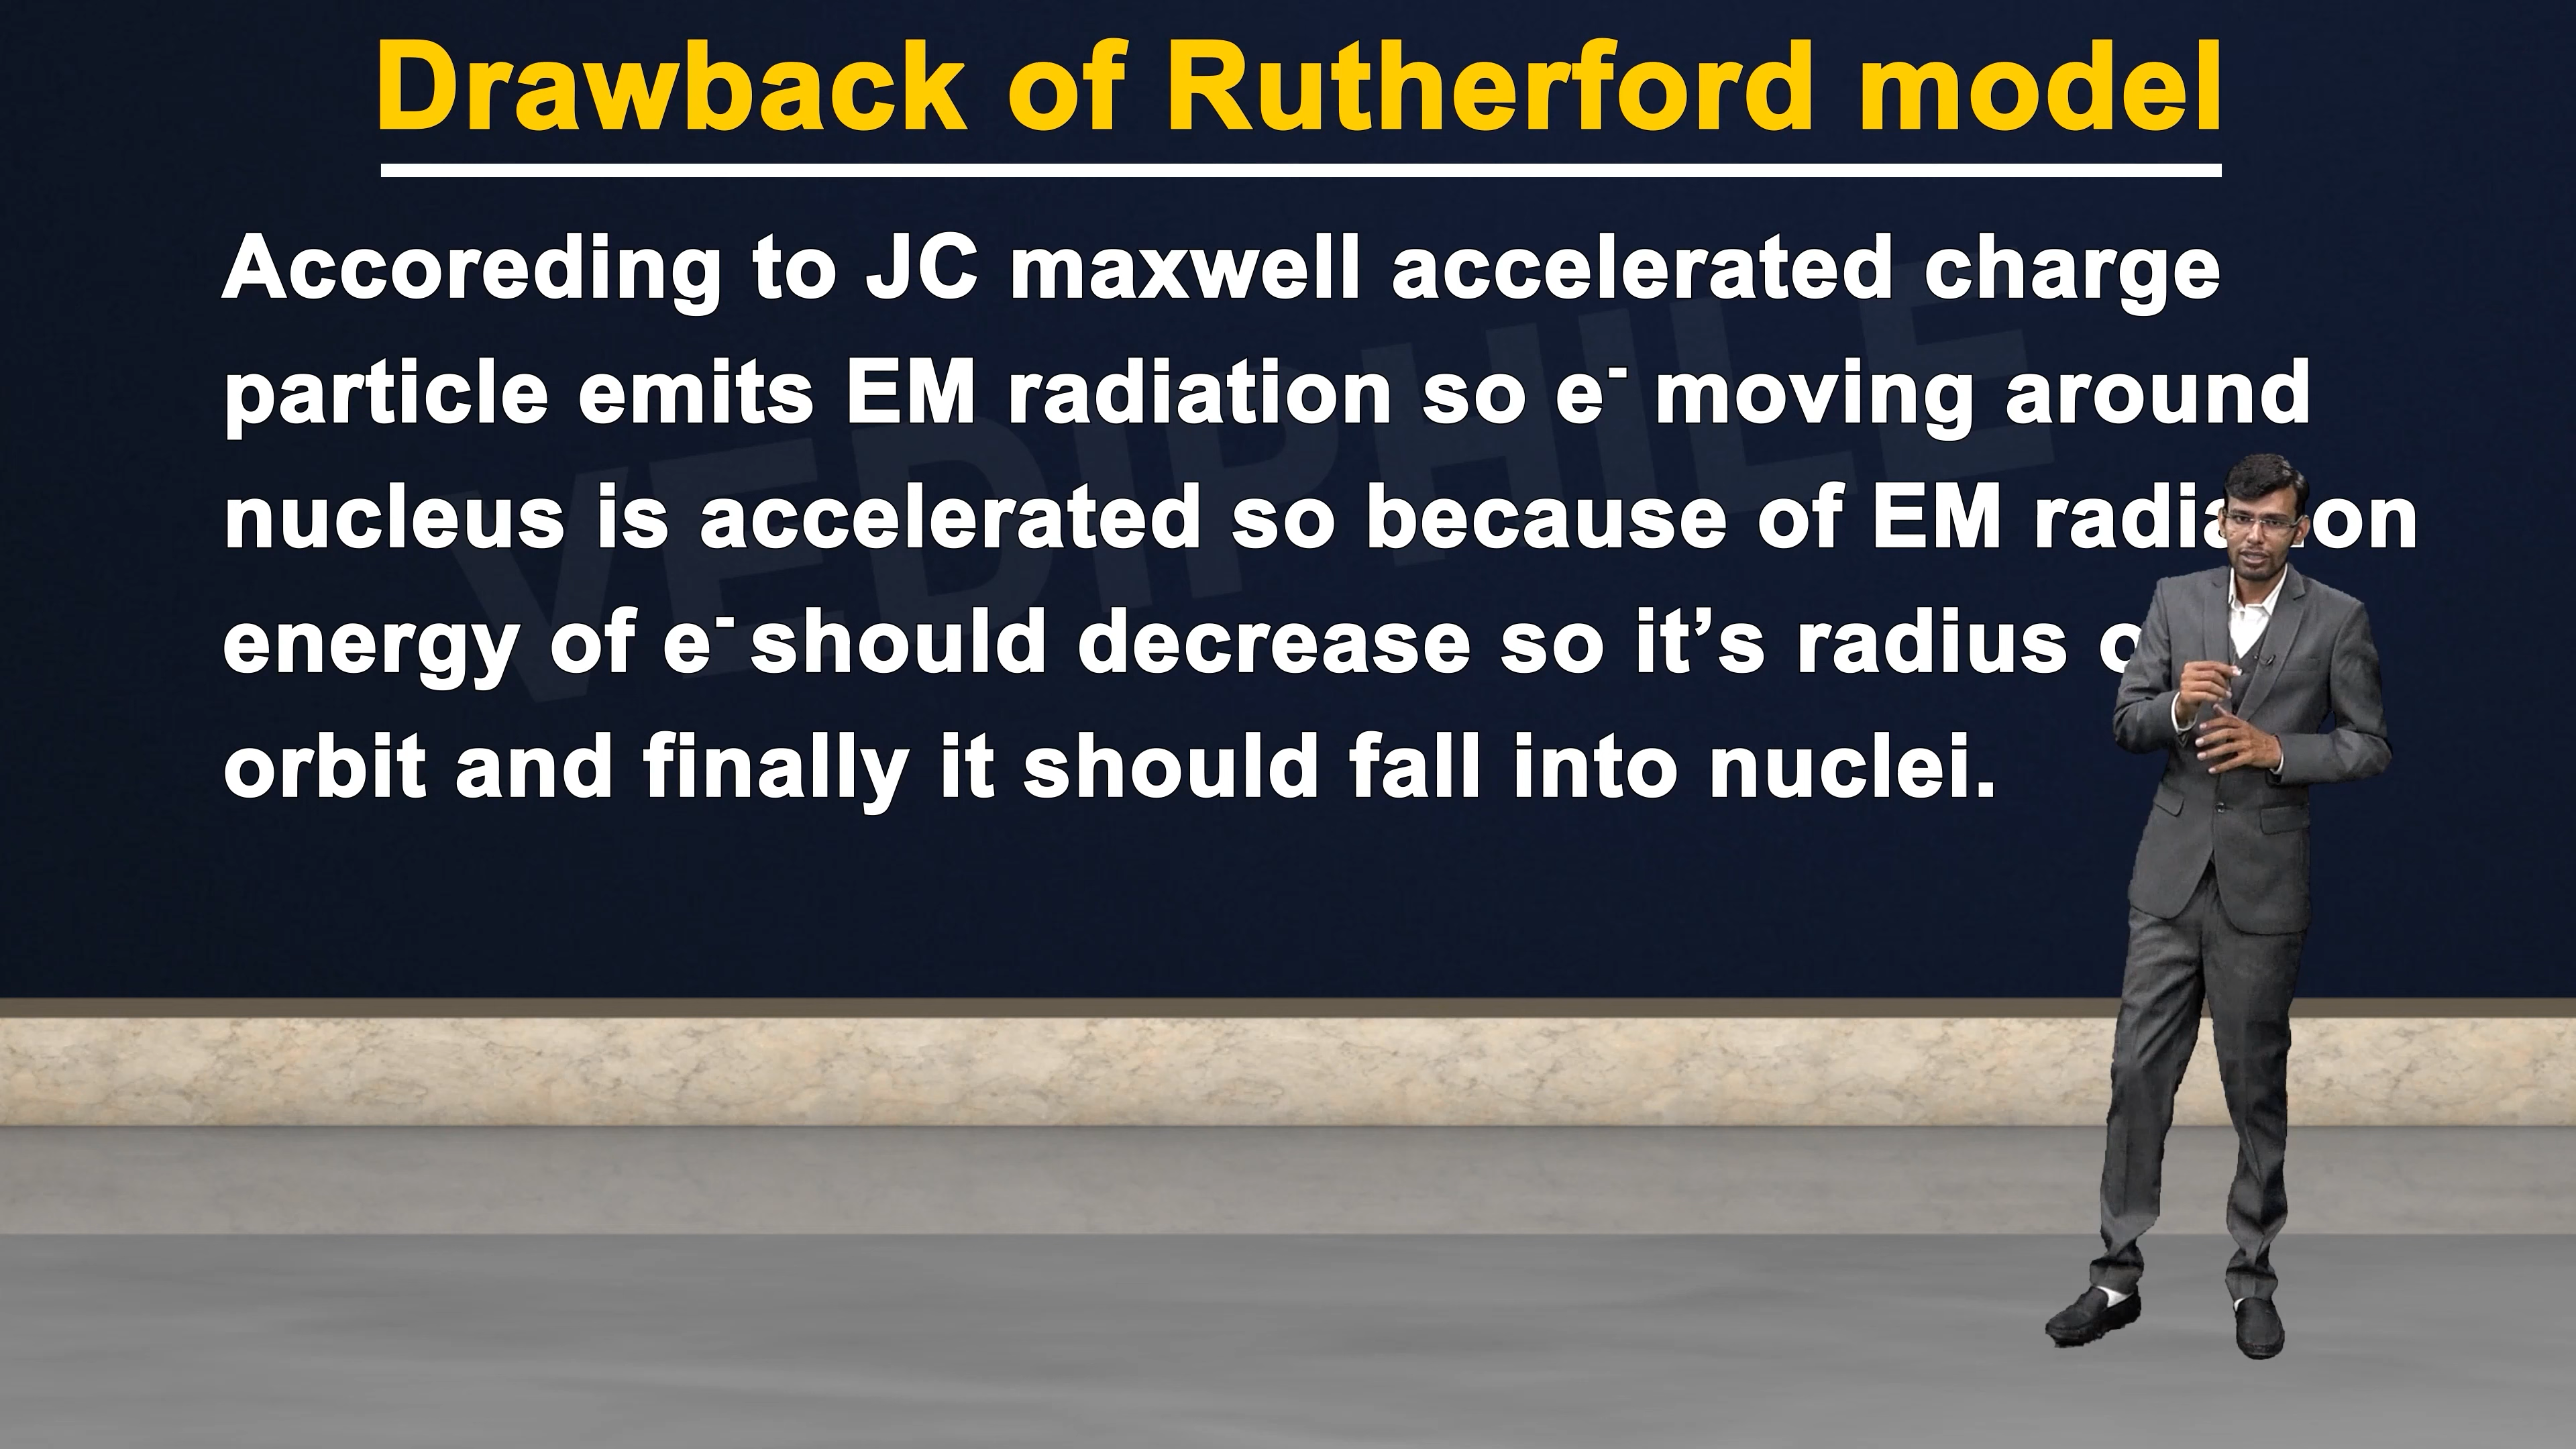 Drawback of Rutherford model
Accoreding to JC maxwell accelerated charge
particle emits EM radiation so e- moving around
nucleus is accelerated so because of EM
energy of e- should decrease so it’s radius
orbit and finally it should fall into nuclei.
VEDIPHILE